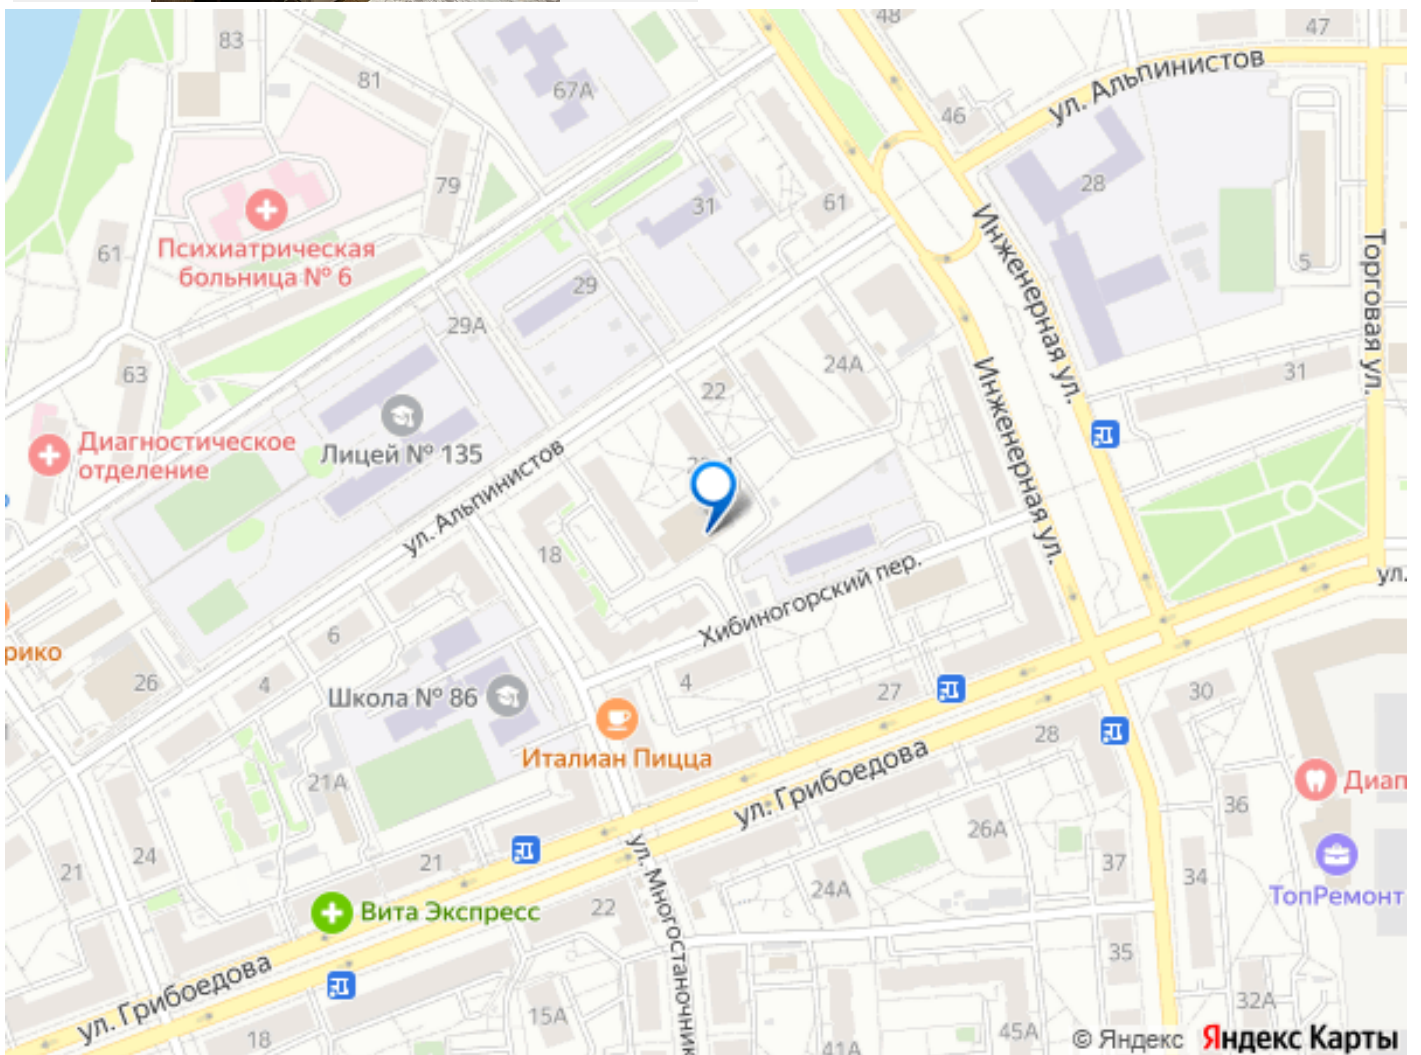 48
47
83
ул. Альпинистов
81
67А
46
28
79
31
61
Психиатрическая
больница № 6
61
Инженерная ул.
Торговая ул.
5
29
29А
24А
63
22
31
Диагностическое
отделение
Лицей № 135
Инженерная ул.
ул. Альпинистов
18
Хибиногорский пер.
ул.
6
рико
26
4
Школа № 86
4
27
30
Италиан Пицца
28
21А
ул. Грибоедова
Диап
36
26А
24
21
21
37
34
24А
ТопРемонт
Вита Экспресс
22
ул. Многостаночник
35
ул. Грибоедова
15А
18
45А
41А
32А
© Яндекс Яндекс Карты